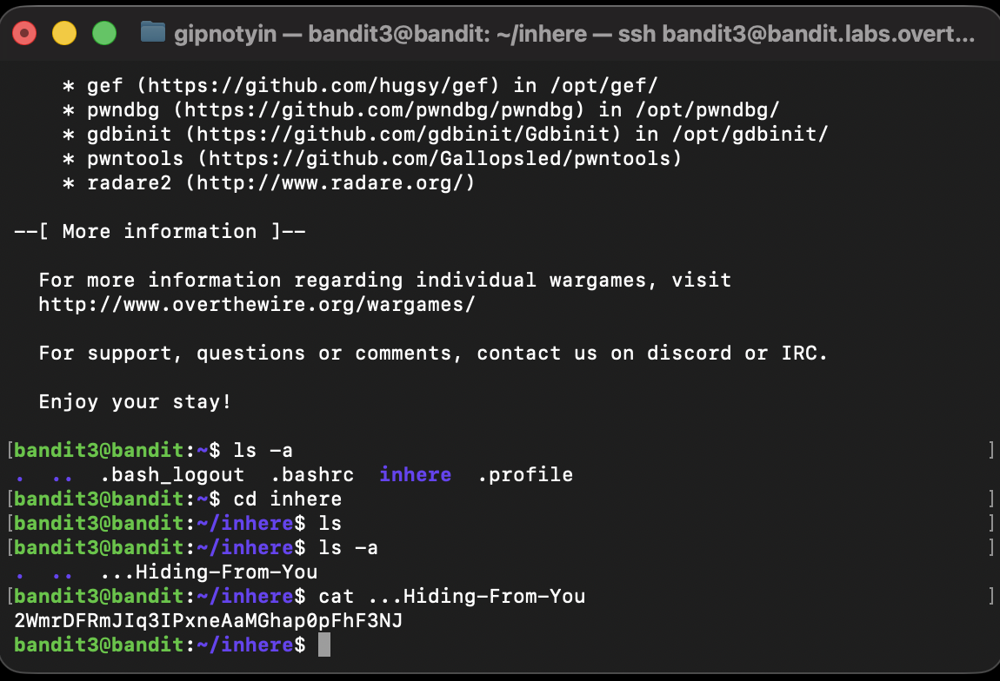 gipnotyin — bandit3@bandit: ~/inhere — ssh bandit3@bandit.labs.overt...
* gef (https://github.com/hugsy/gef) in /opt/gef/
* pwndbg (https://github.com/pwndbg/pwndbg) in /opt/pwndbg/
* gdbinit (https://github.com/gdbinit/Gdbinit) in /opt/gdbinit/
* pwntools (https://github.com/Gallopsled/pwntools)
* radare2 (http://www.radare.org/)
--[ More information ]--
For more information regarding individual wargames, visit
http://www.overthewire.org/wargames/
For support, questions or comments, contact us on discord or IRC.
Enjoy your stay!
[bandit3@bandit:~$ ls -a ]
. .. .bash_logout .bashrc inhere .profile
[bandit3@bandit:~$ cd inhere ]
[bandit3@bandit:~/inhere$ ls ]
[bandit3@bandit:~/inhere$ ls -a ]
. .. ...Hiding-From-You
[bandit3@bandit:~/inhere$ cat ...Hiding-From-You ]
2WmrDFRmJIq3IPxneAaMGhap0pFhF3NJ
bandit3@bandit:~/inhere$